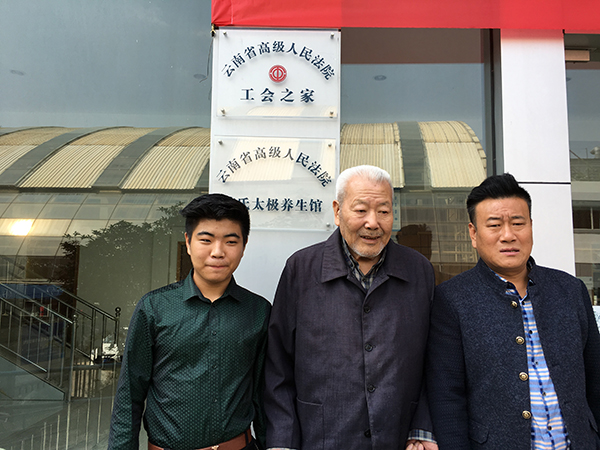 云南省高级人民法院
工会之家
云南省高级人民法院
氏太极养生馆